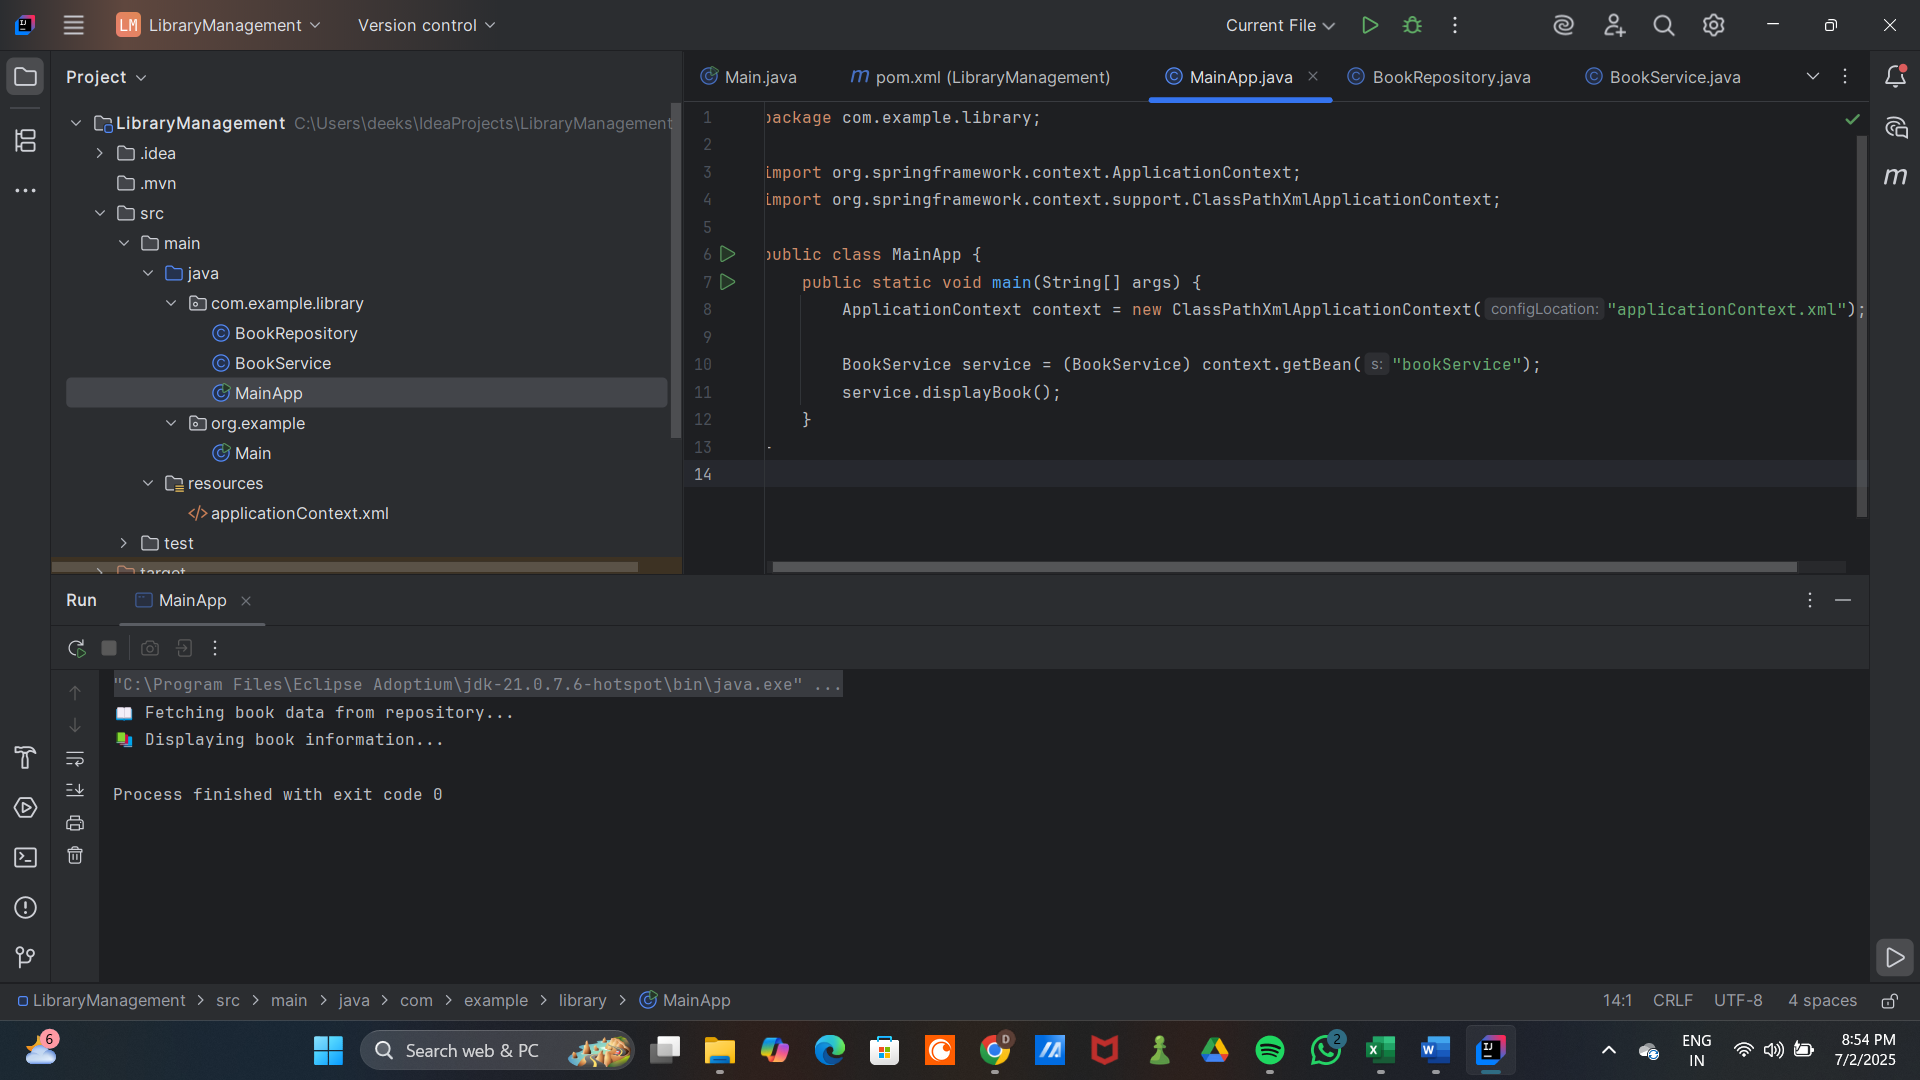 LM LibraryManagement Version control Current File
Project
LibraryManagement C:\Users\deeks\IdeaProjects\LibraryManagement
.idea
.mvn
src
main
java
com.example.library
BookRepository
BookService
MainApp
org.example
Main
resources
applicationContext.xml
test
target
Main.java pom.xml (LibraryManagement) MainApp.java BookRepository.java BookService.java
1 package com.example.library;
2
3 import org.springframework.context.ApplicationContext;
4 import org.springframework.context.support.ClassPathXmlApplicationContext;
5
6 public class MainApp {
7 public static void main(String[] args) {
8 ApplicationContext context = new ClassPathXmlApplicationContext( configLocation: "applicationContext.xml");
9
10 BookService service = (BookService) context.getBean( s: "bookService");
11 service.displayBook();
12 }
13 }
14
Run MainApp
"C:\Program Files\Eclipse Adoptium\jdk-21.0.7.6-hotspot\bin\java.exe" ...
Fetching book data from repository...
Displaying book information...
Process finished with exit code 0
LibraryManagement > src > main > java > com > example > library > MainApp 14:1 CRLF UTF-8 4 spaces
6 Search web & PC D 2 ENG 8:54 PM
IN 7/2/2025